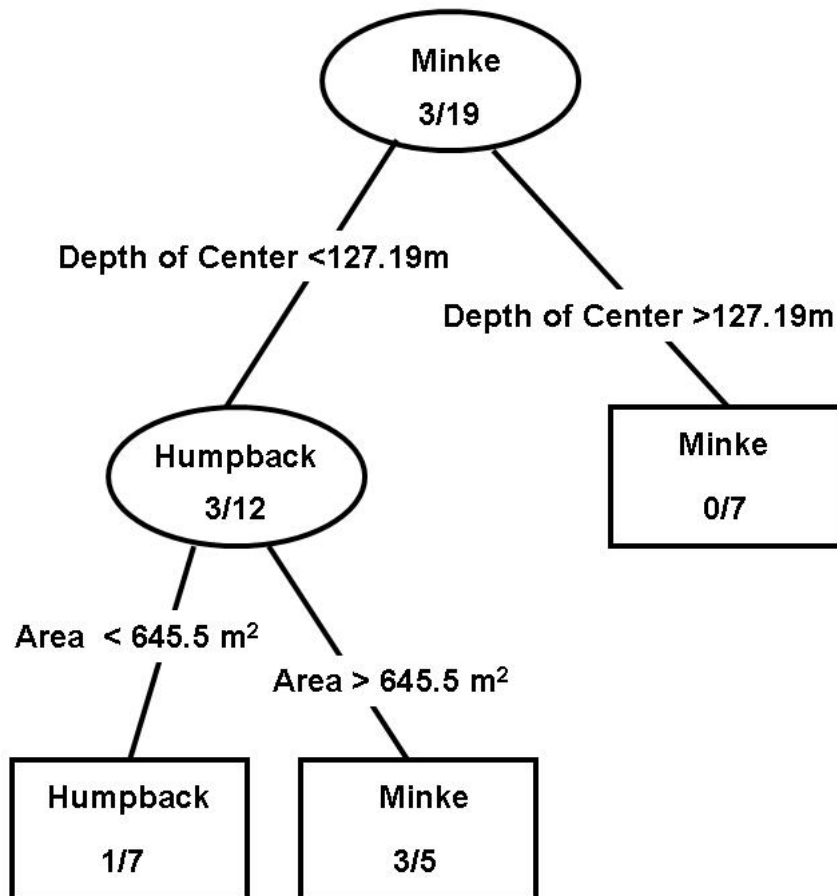 Minke
3/19
Depth of Center <127.19m
Depth of Center >127.19m
Humpback
3/12
Minke
0/7
Area < 645.5 m²
Area > 645.5 m²
Humpback
1/7
Minke
3/5